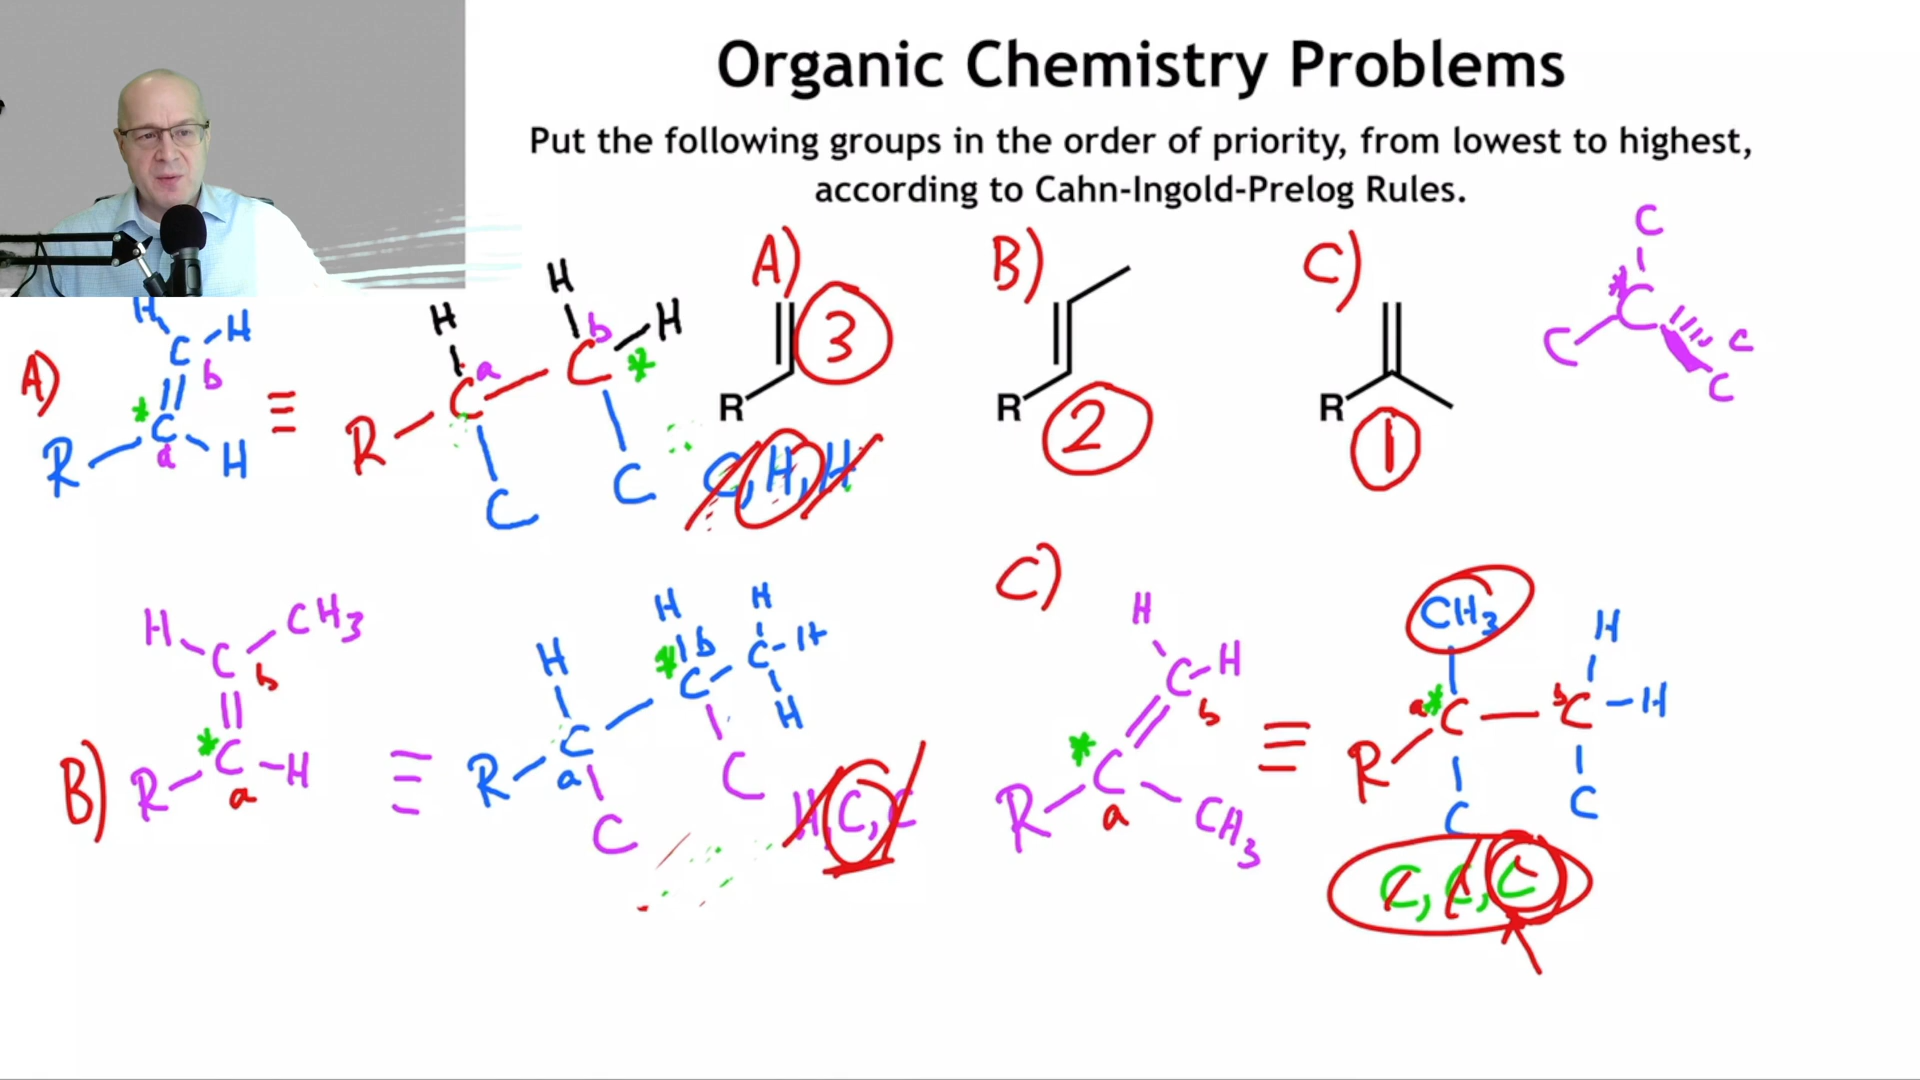 Organic Chemistry Problems
Put the following groups in the order of priority, from lowest to highest,
according to Cahn-Ingold-Prelog Rules.
A) B) C)
3
R R R
2 1
C
* C
C C
C
A)
H C H
b
* C
R a H
≡
H H
C a C b H
*
R
C C
C, H, H
B)
H CH3
C b
* C H
R a
≡
H H H
* b C H
C C H
R a
C C
H, C, C
C)
H
C H
b
* C
R a CH3
≡
CH3 H
a * C b C H
R
C C
C, C, C